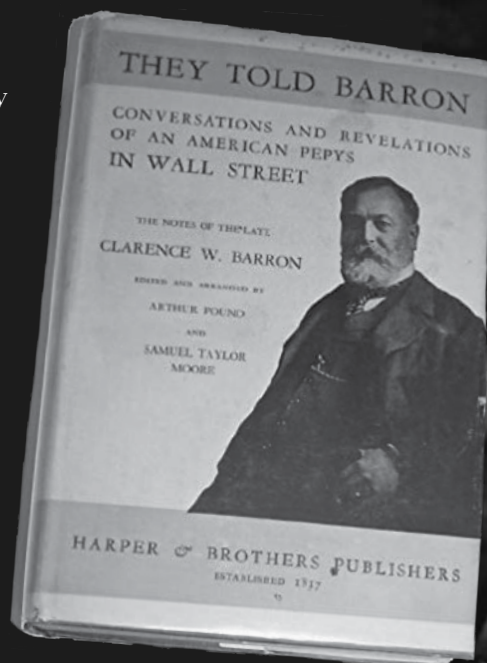 y
THEY TOLD BARRON
CONVERSATIONS AND REVELATIONS
OF AN AMERICAN PEPYS
IN WALL STREET
THE NOTES OF THE LATE
CLARENCE W. BARRON
EDITED AND ARRANGED BY
ARTHUR POUND
AND
SAMUEL TAYLOR
MOORE
HARPER & BROTHERS PUBLISHERS
ESTABLISHED 1817